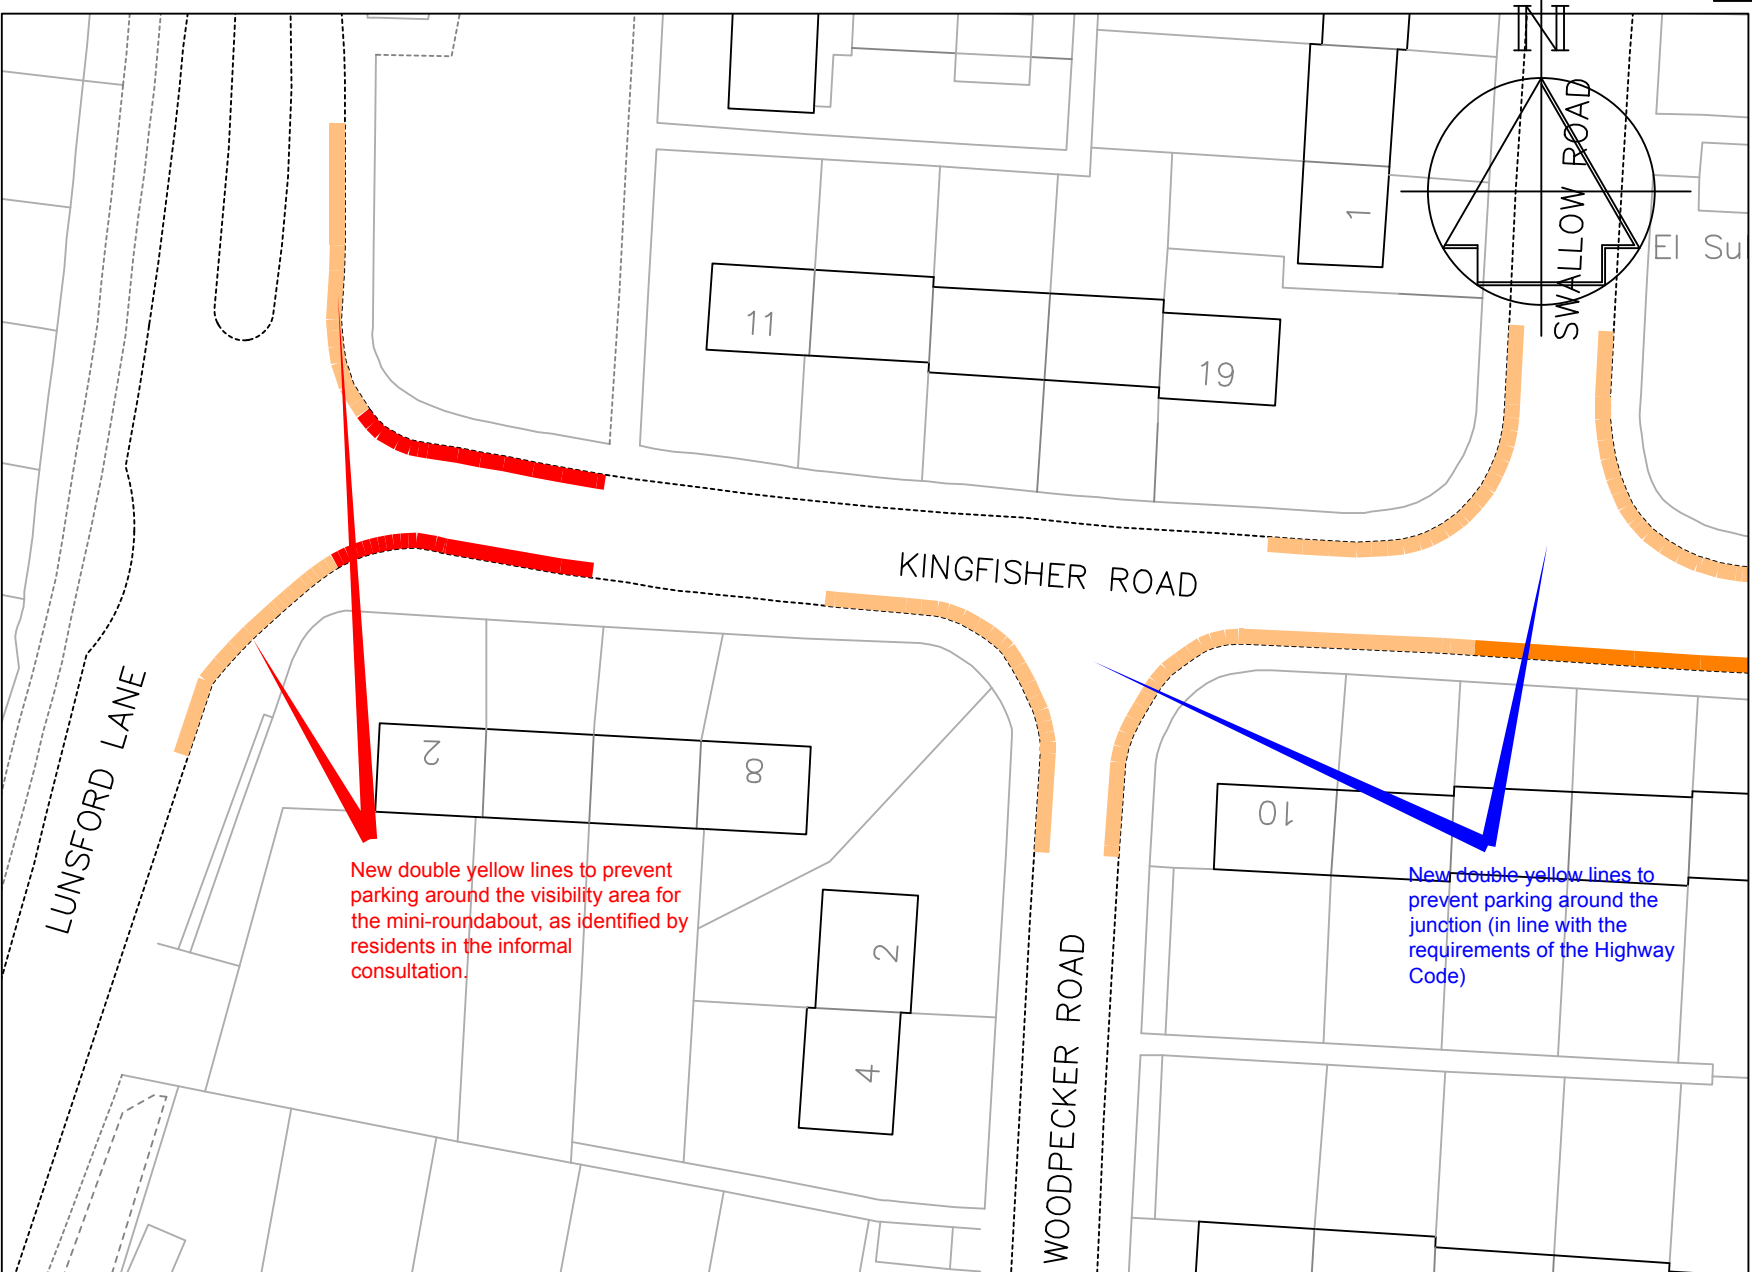 N
SWALLOW ROAD
1
El Su
11
19
KINGFISHER ROAD
LUNSFORD LANE
2
8
10
New double yellow lines to prevent
parking around the visibility area for
the mini-roundabout, as identified by
residents in the informal
consultation.
New double yellow lines to
prevent parking around the
junction (in line with the
requirements of the Highway
Code)
2
4
WOODPECKER ROAD